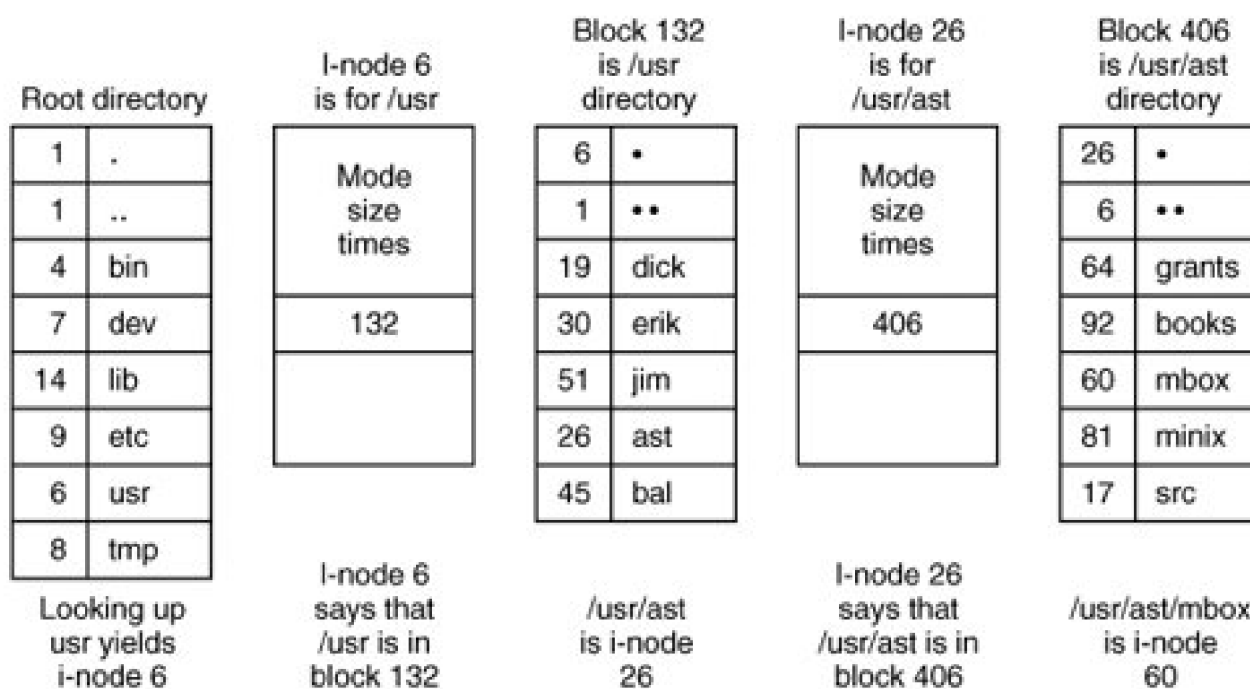 Root directory
1 .
1 ..
4 bin
7 dev
14 lib
9 etc
6 usr
8 tmp
Looking up
usr yields
i-node 6
I-node 6
is for /usr
Mode
size
times
132
I-node 6
says that
/usr is in
block 132
Block 132
is /usr
directory
6 •
1 ••
19 dick
30 erik
51 jim
26 ast
45 bal
/usr/ast
is i-node
26
I-node 26
is for
/usr/ast
Mode
size
times
406
I-node 26
says that
/usr/ast is in
block 406
Block 406
is /usr/ast
directory
26 •
6 ••
64 grants
92 books
60 mbox
81 minix
17 src
/usr/ast/mbox
is i-node
60